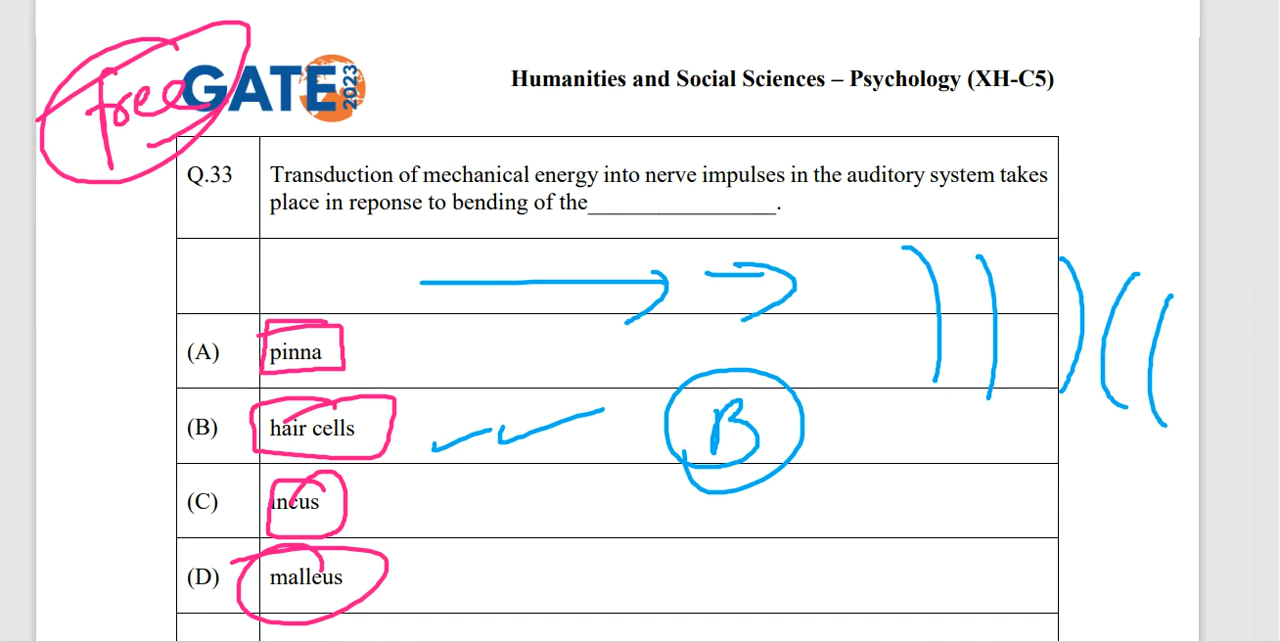 free
GATE 2023
Humanities and Social Sciences – Psychology (XH-C5)
Q.33
Transduction of mechanical energy into nerve impulses in the auditory system takes
place in reponse to bending of the________________.
(A) pinna
(B) hair cells
B
(C) incus
(D) malleus